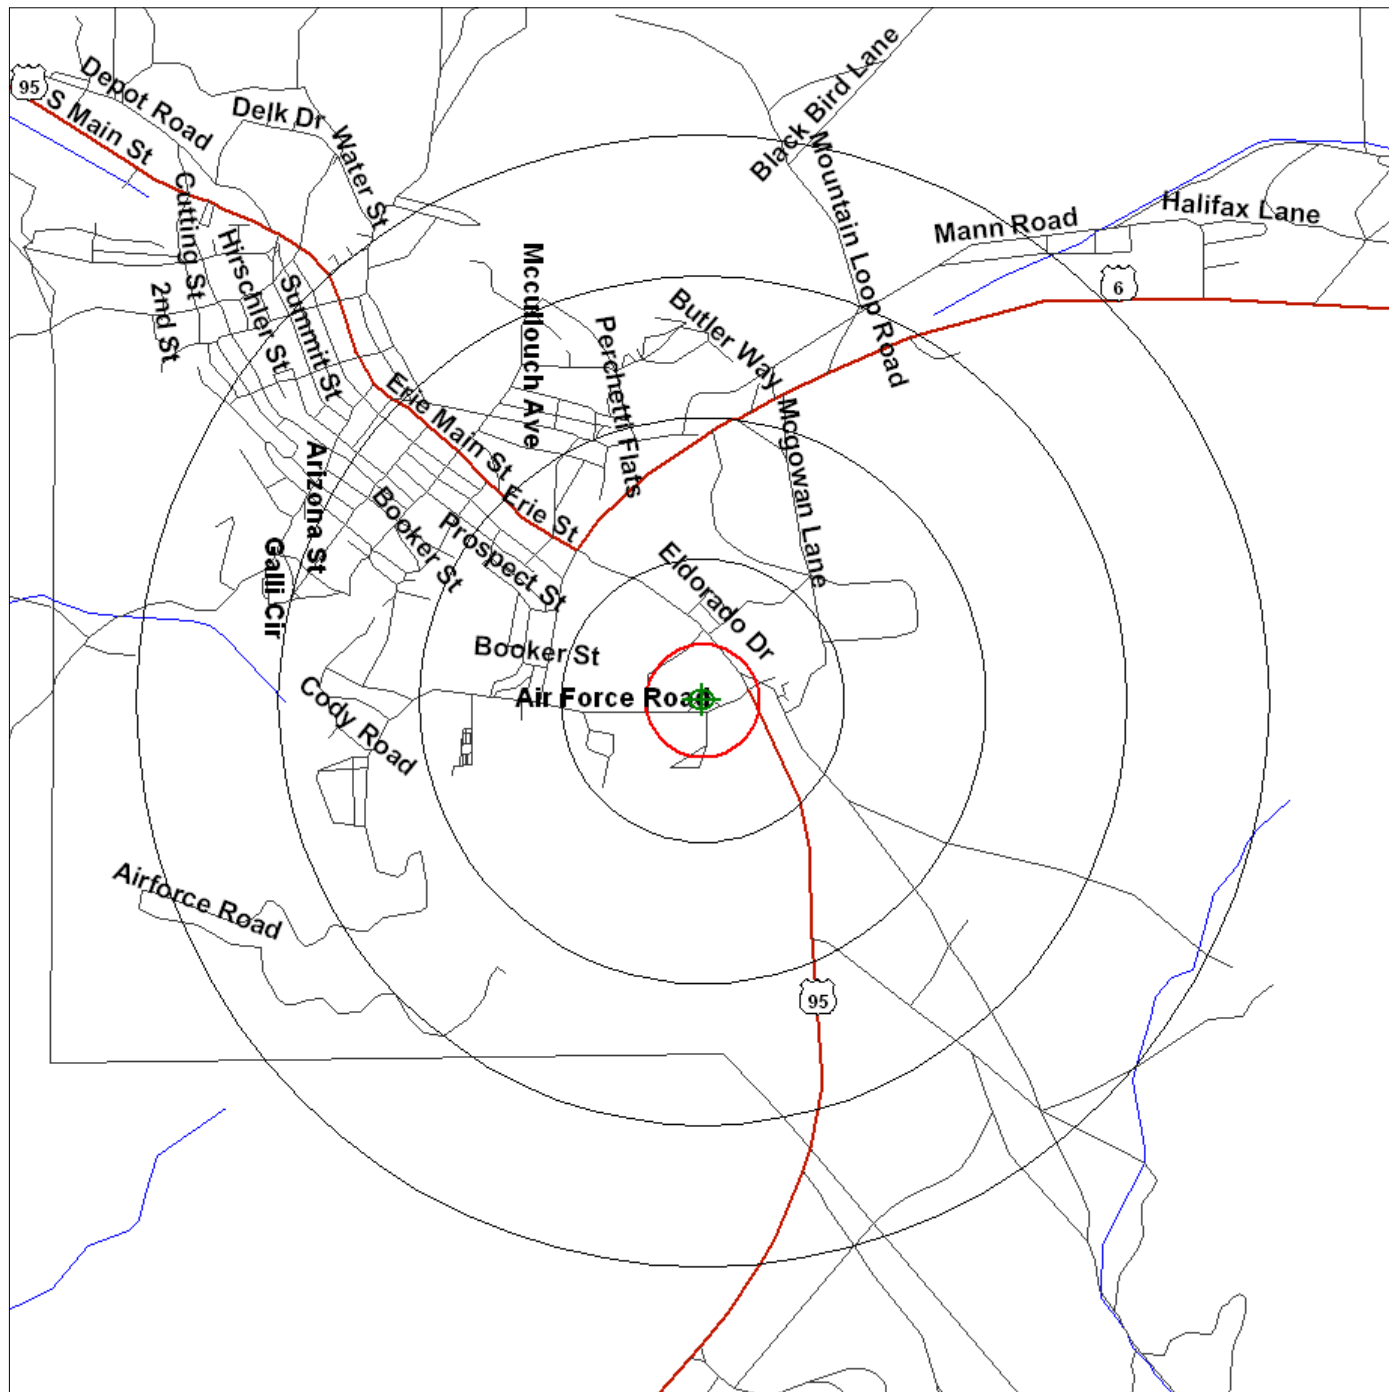 95
Depot Road
S Main St
Delk Dr
Water St
Black Bird Lane
Mountain Loop Road
Mann Road
Halifax Lane
6
Cutting St
Hirschler St
2nd St
Summit St
Mccullouch Ave
Perchetti Flats
Butler Way
Erie Main St
Mcgowan Lane
Arizona St
Booker St
Erie St
Prospect St
Galli Cir
Eldorado Dr
Booker St
Air Force Road
Cody Road
Airforce Road
95